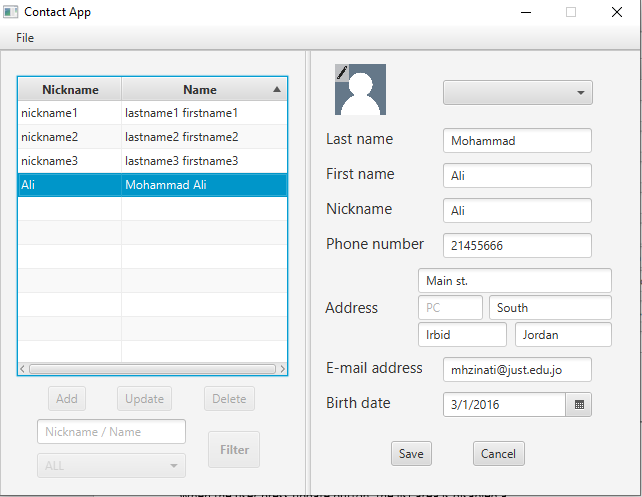 Contact App
File
Nickname Name
nickname1 lastname1 firstname1
nickname2 lastname2 firstname2
nickname3 lastname3 firstname3
Ali Mohammad Ali
Add Update Delete
Nickname / Name
ALL
Filter
Last name Mohammad
First name Ali
Nickname Ali
Phone number 21455666
Main st.
Address PC South
Irbid Jordan
E-mail address mhzinati@just.edu.jo
Birth date 3/1/2016
Save Cancel